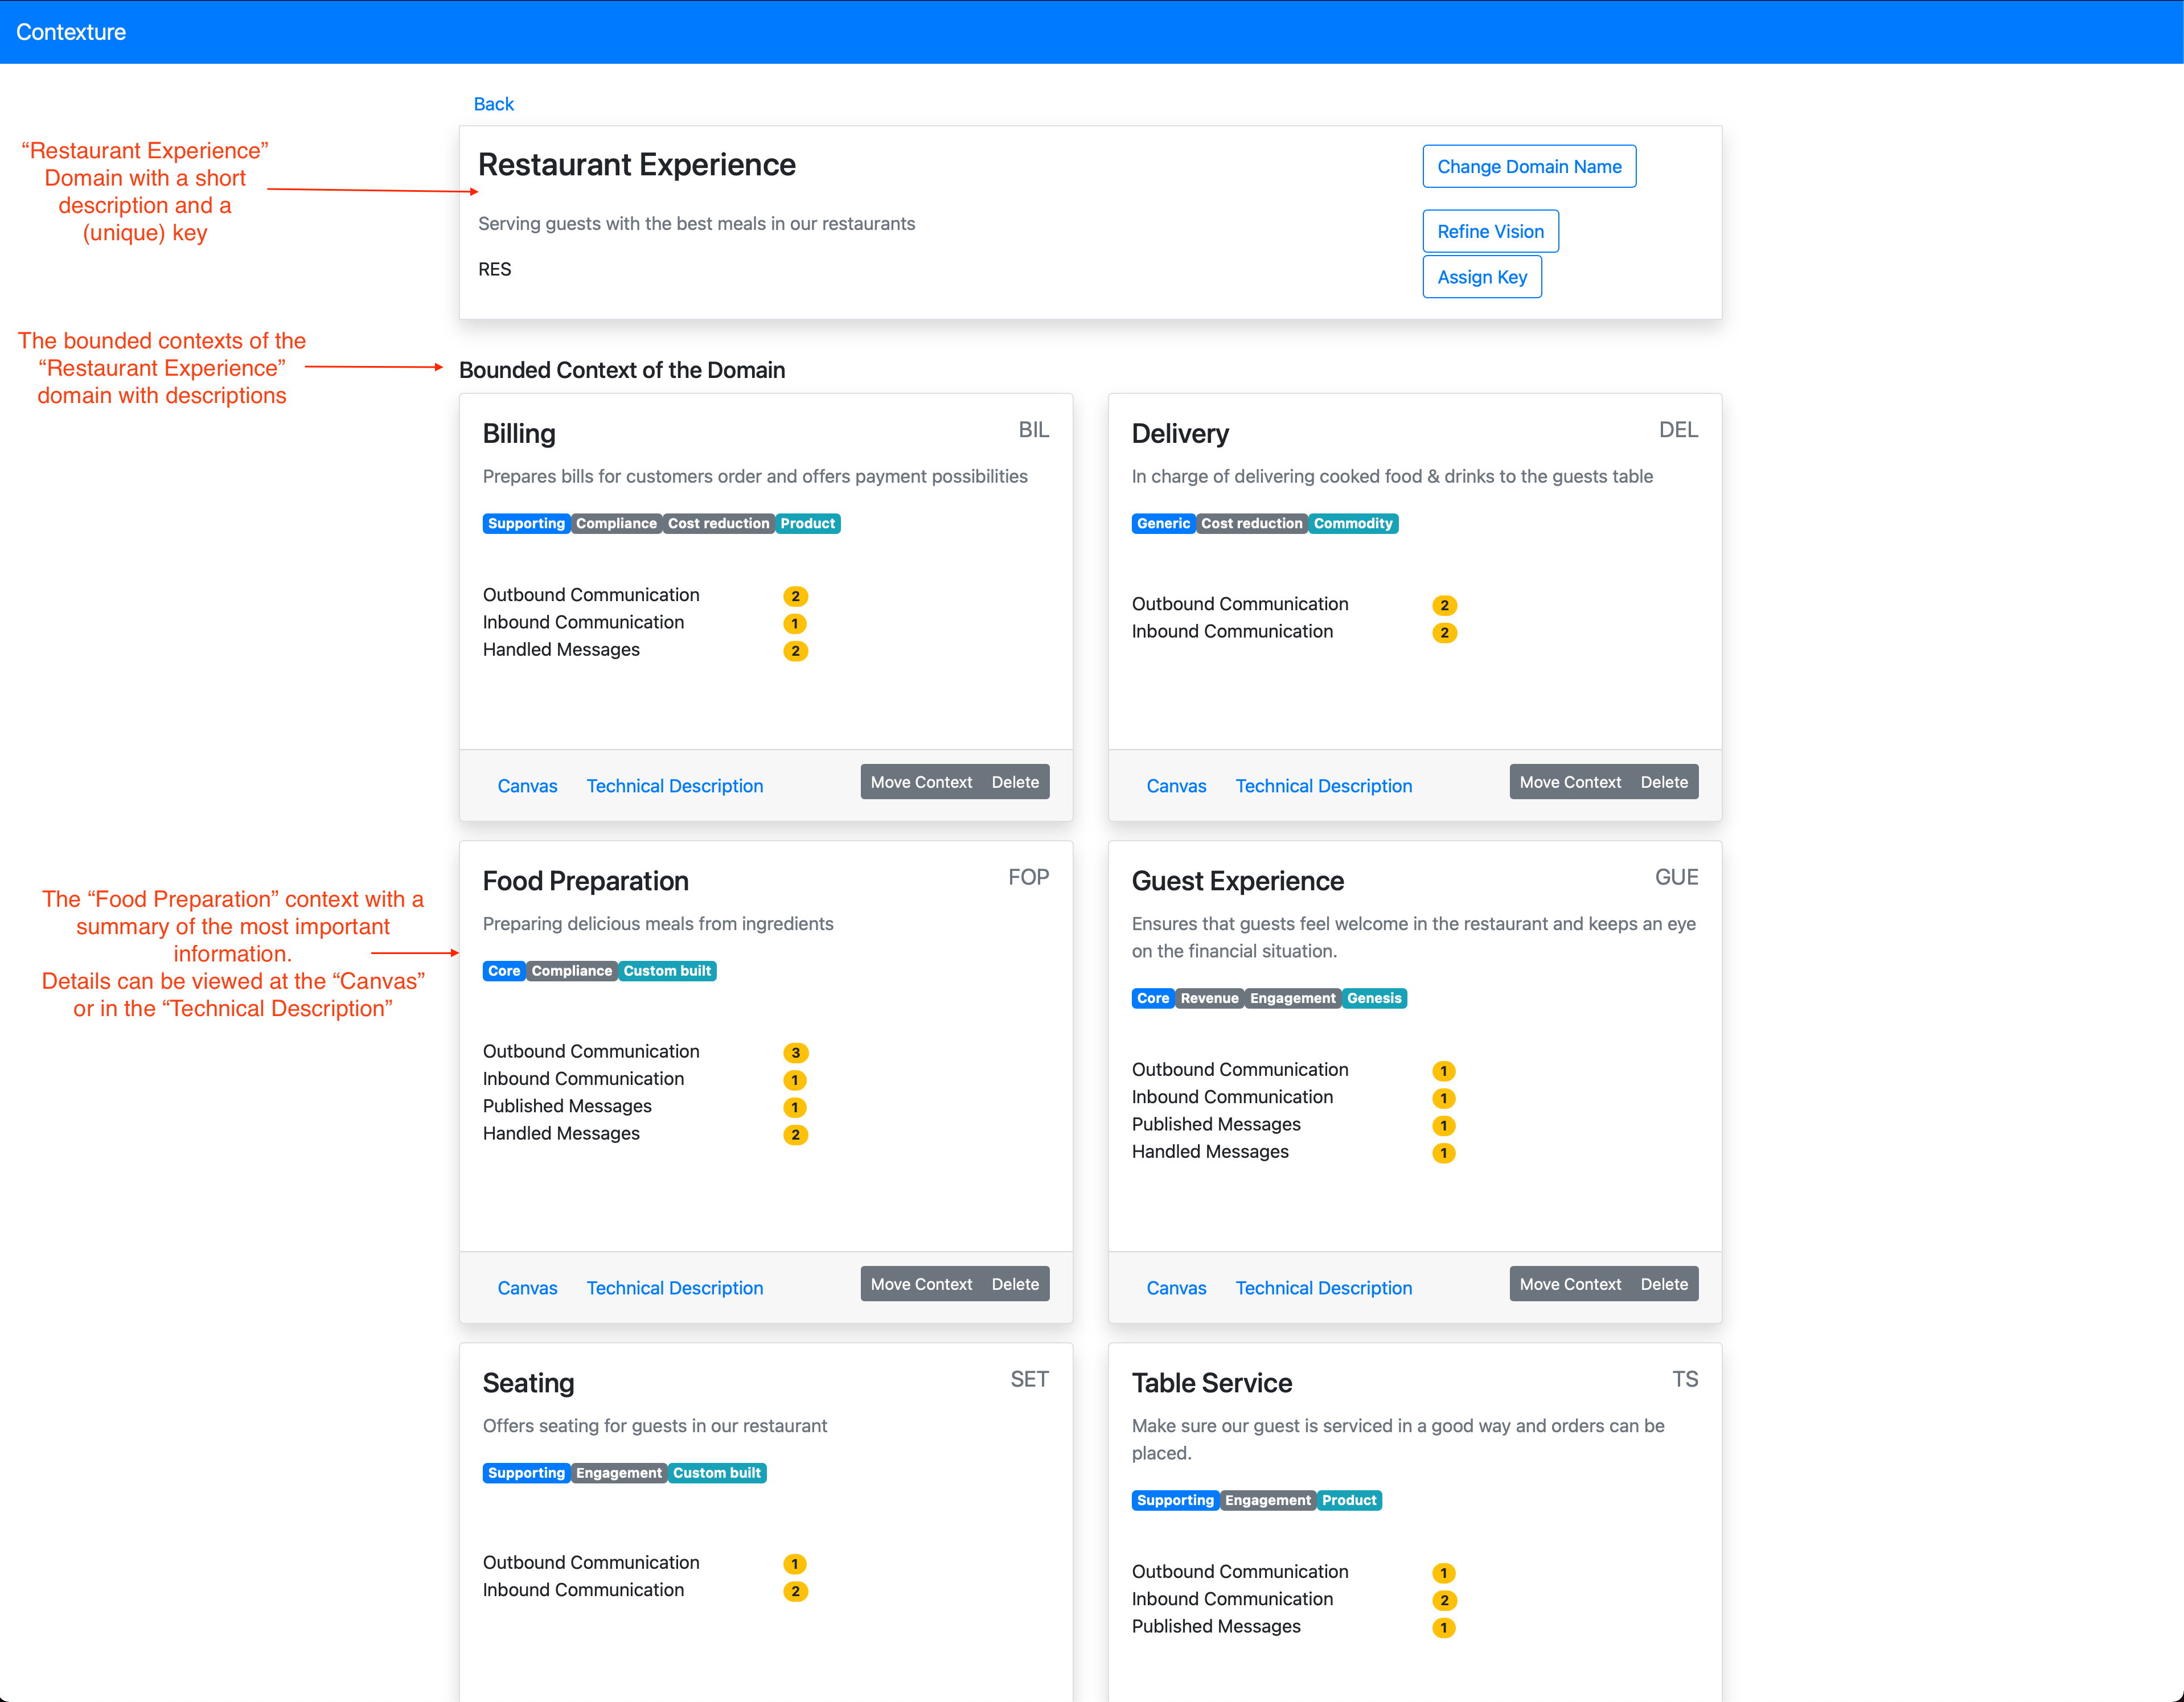 Contexture
Back
“Restaurant Experience”
Domain with a short
description and a
(unique) key
Restaurant Experience
Change Domain Name
Serving guests with the best meals in our restaurants
Refine Vision
RES
Assign Key
The bounded contexts of the
“Restaurant Experience”
domain with descriptions
Bounded Context of the Domain
Billing
BIL
Prepares bills for customers order and offers payment possibilities
Supporting Compliance Cost reduction Product
Outbound Communication 2
Inbound Communication 1
Handled Messages 2
Canvas Technical Description Move Context Delete
Delivery
DEL
In charge of delivering cooked food & drinks to the guests table
Generic Cost reduction Commodity
Outbound Communication 2
Inbound Communication 2
Canvas Technical Description Move Context Delete
The “Food Preparation” context with a
summary of the most important
information.
Details can be viewed at the “Canvas”
or in the “Technical Description”
Food Preparation
FOP
Preparing delicious meals from ingredients
Core Compliance Custom built
Outbound Communication 3
Inbound Communication 1
Published Messages 1
Handled Messages 2
Canvas Technical Description Move Context Delete
Guest Experience
GUE
Ensures that guests feel welcome in the restaurant and keeps an eye
on the financial situation.
Core Revenue Engagement Genesis
Outbound Communication 1
Inbound Communication 1
Published Messages 1
Handled Messages 1
Canvas Technical Description Move Context Delete
Seating
SET
Offers seating for guests in our restaurant
Supporting Engagement Custom built
Outbound Communication 1
Inbound Communication 2
Table Service
TS
Make sure our guest is serviced in a good way and orders can be
placed.
Supporting Engagement Product
Outbound Communication 1
Inbound Communication 2
Published Messages 1